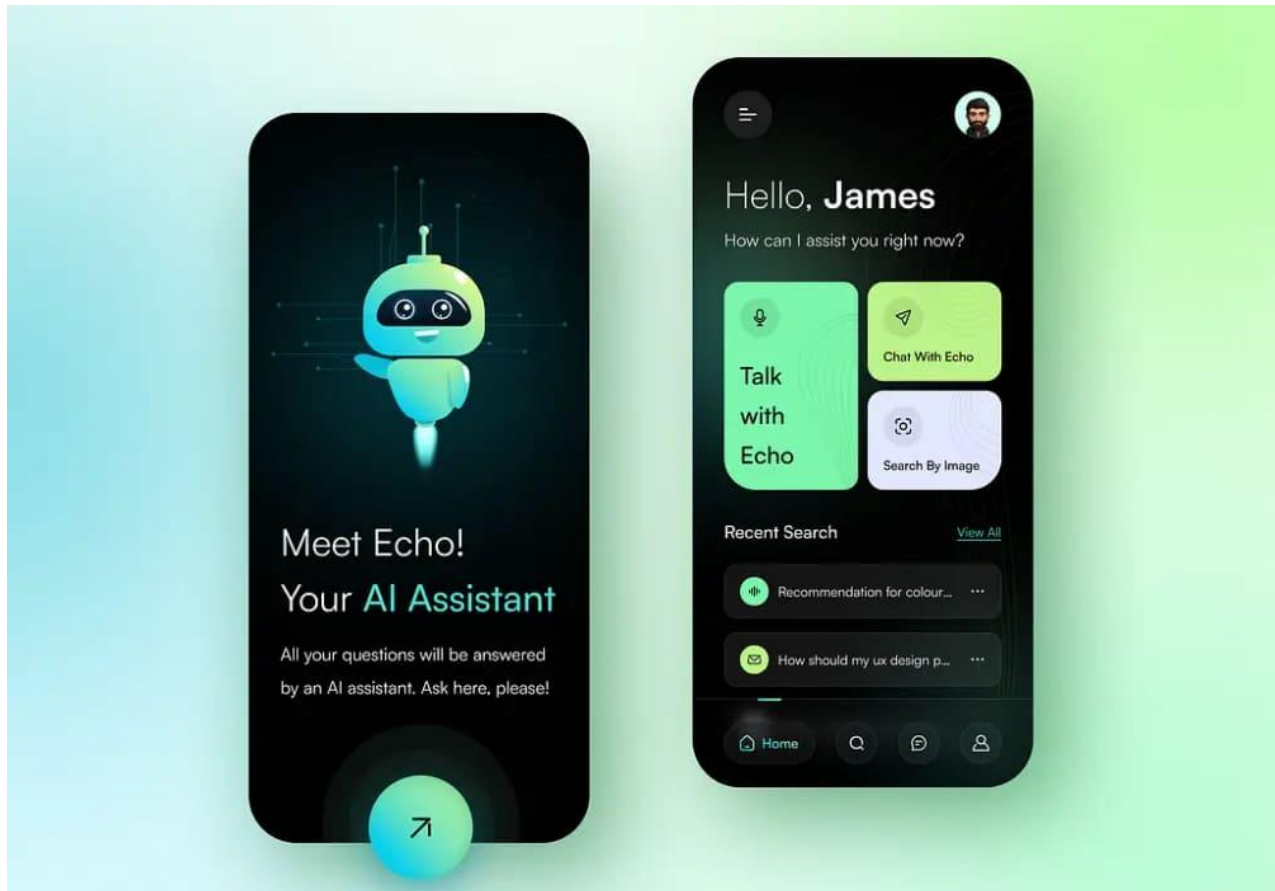 Meet Echo!
Your AI Assistant
All your questions will be answered
by an AI assistant. Ask here, please!
Hello, James
How can I assist you right now?
Talk
with
Echo
Chat With Echo
Search By Image
Recent Search
View All
Recommendation for colour...
How should my ux design p...
Home